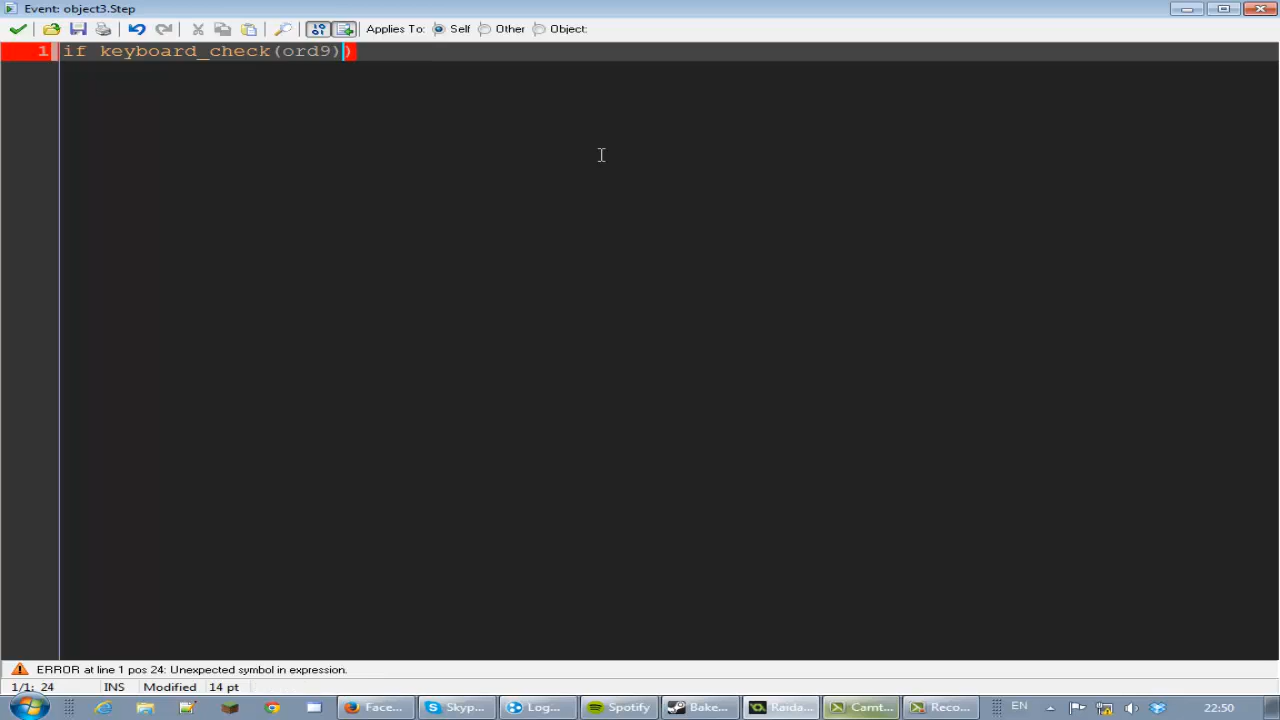 Event: object3.Step
Applies To: Self Other Object:
1 if keyboard_check(ord9))
ERROR at line 1 pos 24: Unexpected symbol in expression.
1/1: 24 INS Modified 14 pt
Face... Skyp... Log... Spotify Bake... Raida... Camt... Reco... EN 22:50